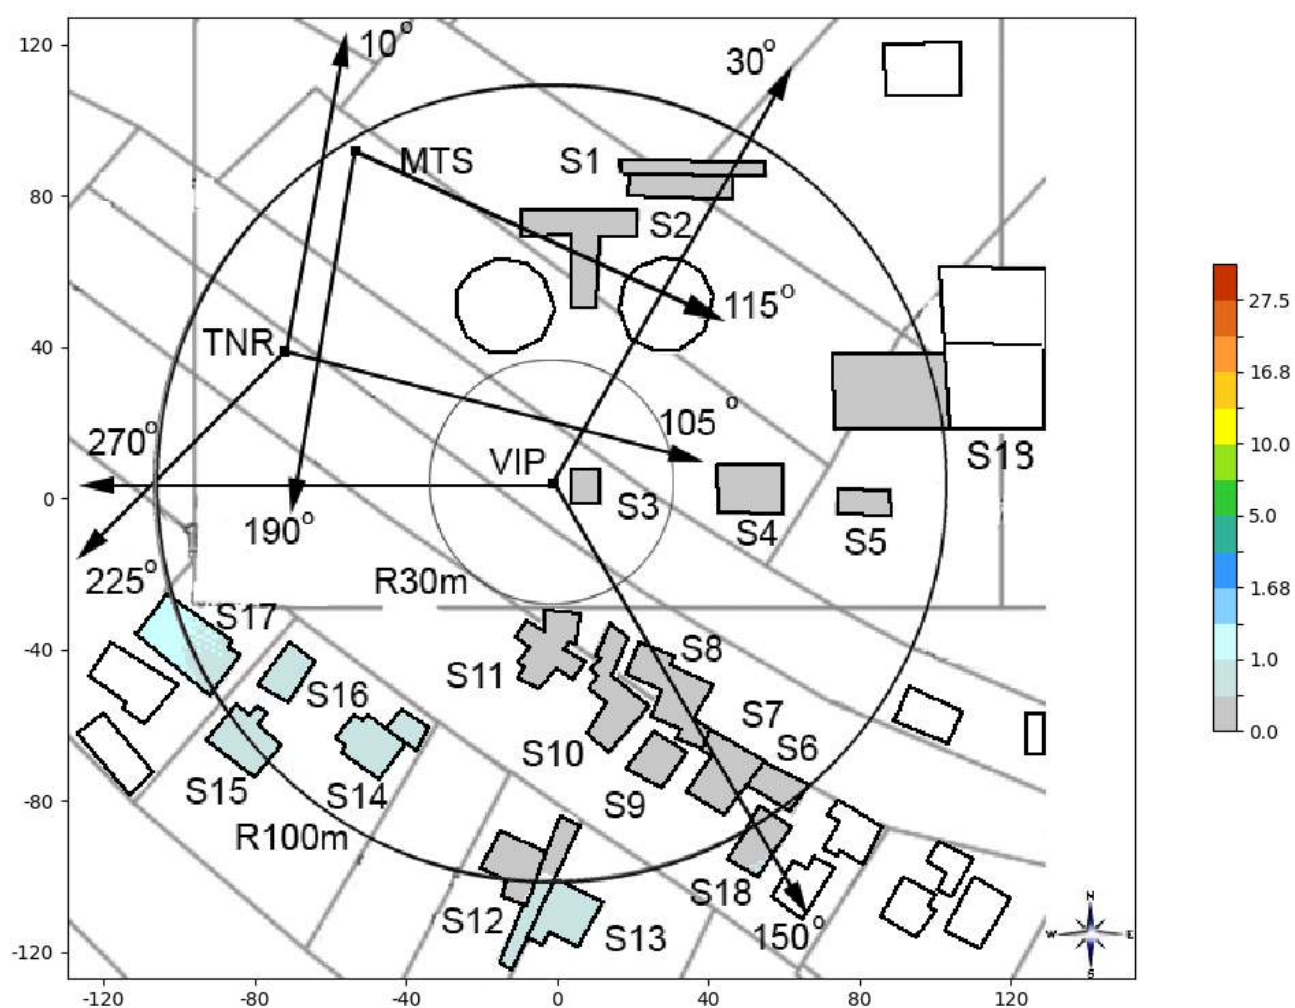 120
80
40
0
-40
-80
-120
-120
-80
-40
0
40
80
120
10°
30°
MTS
S1
S2
115°
TNR
105 °
270°
VIP
S3
S4
S5
S13
190°
225°
R30m
S17
S8
S11
S16
S7
S10
S6
S15
S14
S9
R100m
S18
S12
S13
150°
N
W
E
S
27.5
16.8
10.0
5.0
1.68
1.0
0.0